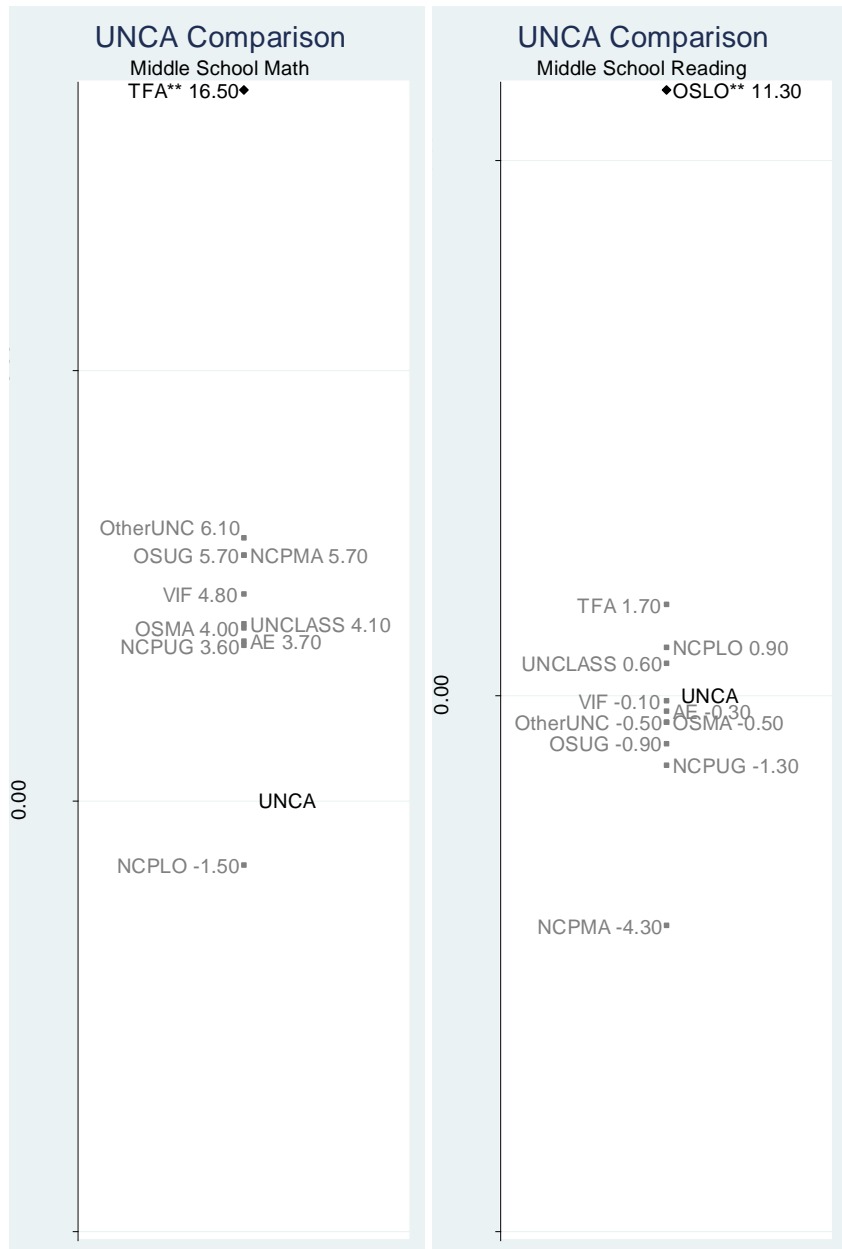 UNCA Comparison
Middle School Math
TFA** 16.50
OtherUNC 6.10
OSUG 5.70 NCPMA 5.70
VIF 4.80
OSMA 4.00 UNCLASS 4.10
NCPUG 3.60 AE 3.70
0.00
UNCA
NCPLO -1.50
UNCA Comparison
Middle School Reading
OSLO** 11.30
TFA 1.70
NCPLO 0.90
UNCLASS 0.60
0.00
VIF -0.10 UNCA
AE -0.30
OtherUNC -0.50 OSMA -0.50
OSUG -0.90
NCPUG -1.30
NCPMA -4.30